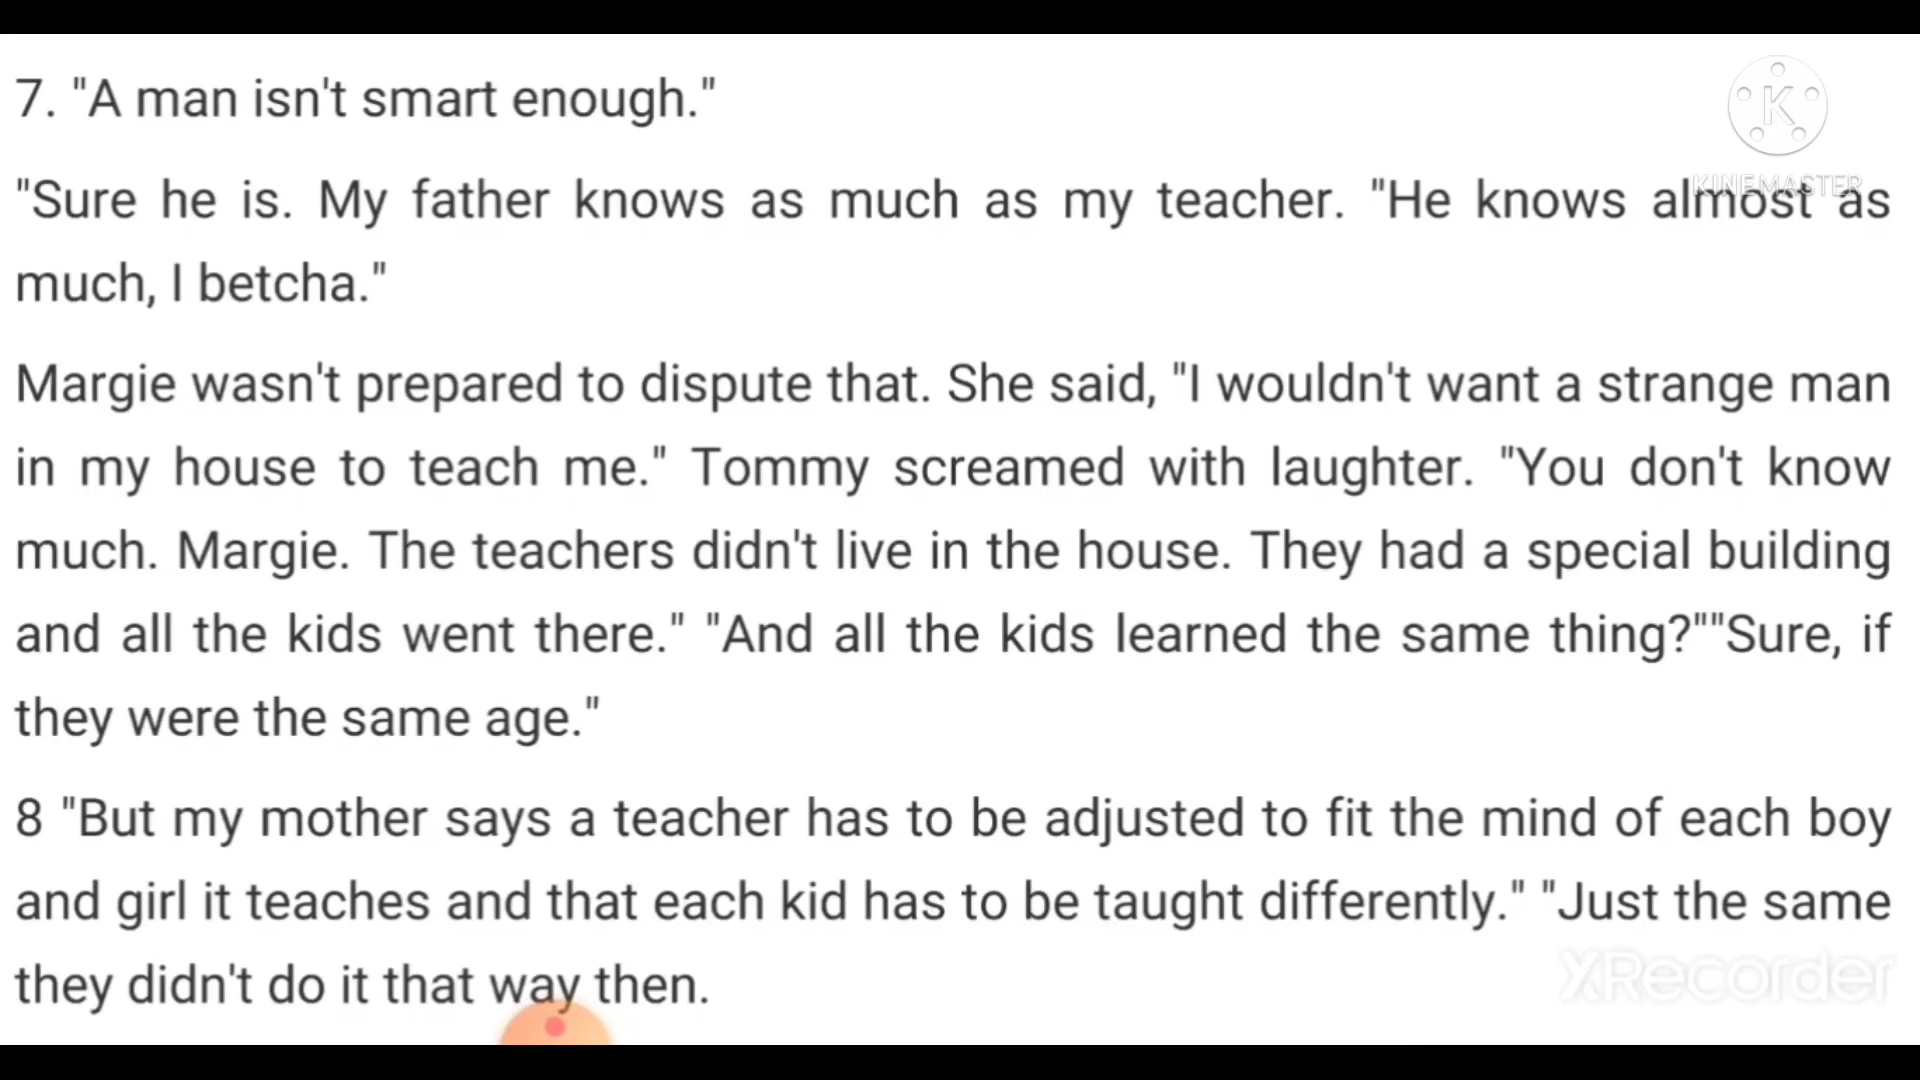 7. "A man isn't smart enough."
K
KINEMASTER
"Sure he is. My father knows as much as my teacher. "He knows almost as
much, I betcha."
Margie wasn't prepared to dispute that. She said, "I wouldn't want a strange man
in my house to teach me." Tommy screamed with laughter. "You don't know
much. Margie. The teachers didn't live in the house. They had a special building
and all the kids went there." "And all the kids learned the same thing?""Sure, if
they were the same age."
8 "But my mother says a teacher has to be adjusted to fit the mind of each boy
and girl it teaches and that each kid has to be taught differently." "Just the same
they didn't do it that way then.
XRecorder